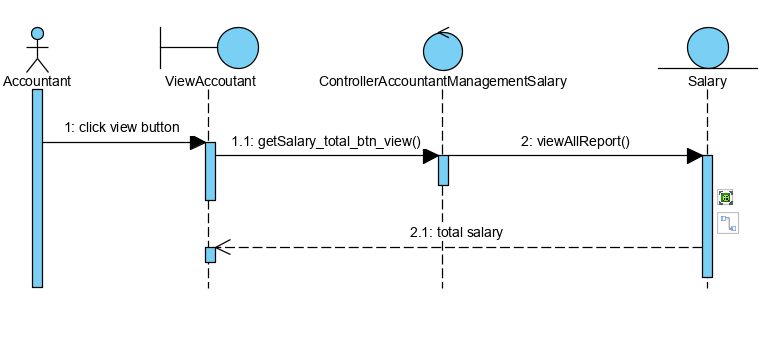 Accountant
ViewAccoutant
ControllerAccountantManagementSalary
Salary
1: click view button
1.1: getSalary_total_btn_view()
2: viewAllReport()
2.1: total salary